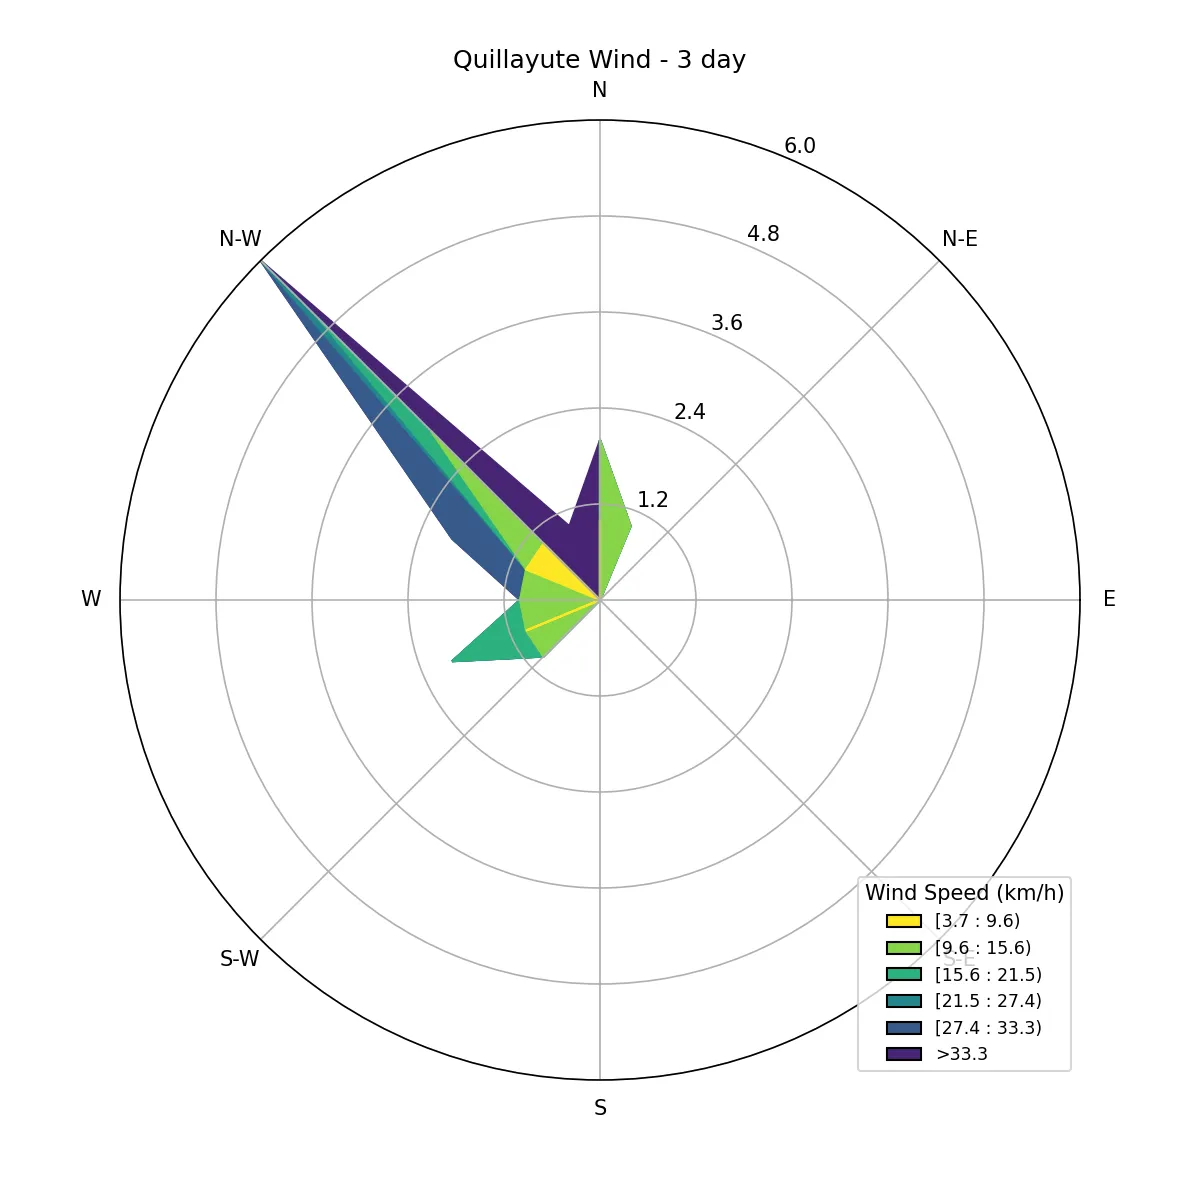 Quillayute Wind - 3 day
N
6.0
N-W
N-E
4.8
3.6
2.4
1.2
W
E
S-W
S-E
S
Wind Speed (km/h)
[3.7 : 9.6)
[9.6 : 15.6)
[15.6 : 21.5)
[21.5 : 27.4)
[27.4 : 33.3)
>33.3